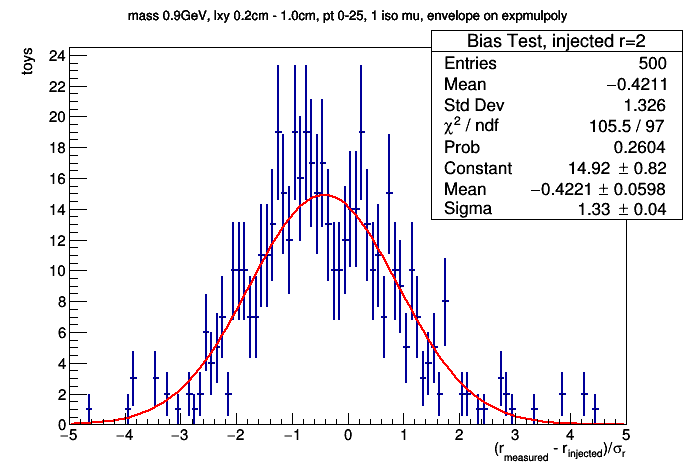 mass 0.9GeV, lxy 0.2cm - 1.0cm, pt 0-25, 1 iso mu, envelope on expmulpoly
toys
Bias Test, injected r=2
Entries 500
Mean −0.4211
Std Dev 1.326
χ² / ndf 105.5 / 97
Prob 0.2604
Constant 14.92 ± 0.82
Mean −0.4221 ± 0.0598
Sigma 1.33 ± 0.04
24
22
20
18
16
14
12
10
8
6
4
2
0
−5 −4 −3 −2 −1 0 1 2 3 4 5
(r_measured - r_injected)/σ_r